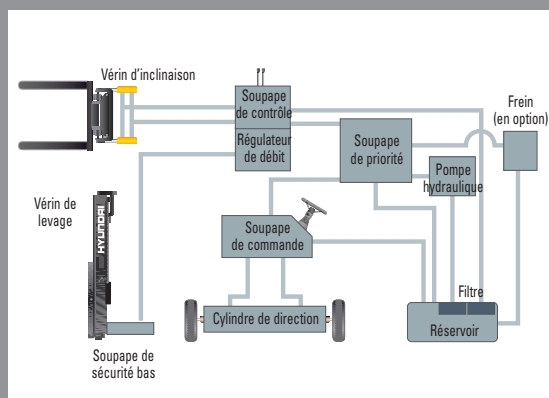 Vérin d'inclinaison
Soupape
de contrôle
Régulateur
de débit
Soupape
de priorité
Frein
(en option)
Pompe
hydraulique
Vérin de
levage
HYUNDAI
Soupape
de commande
Cylindre de direction
Filtre
Réservoir
Soupape de
sécurité bas